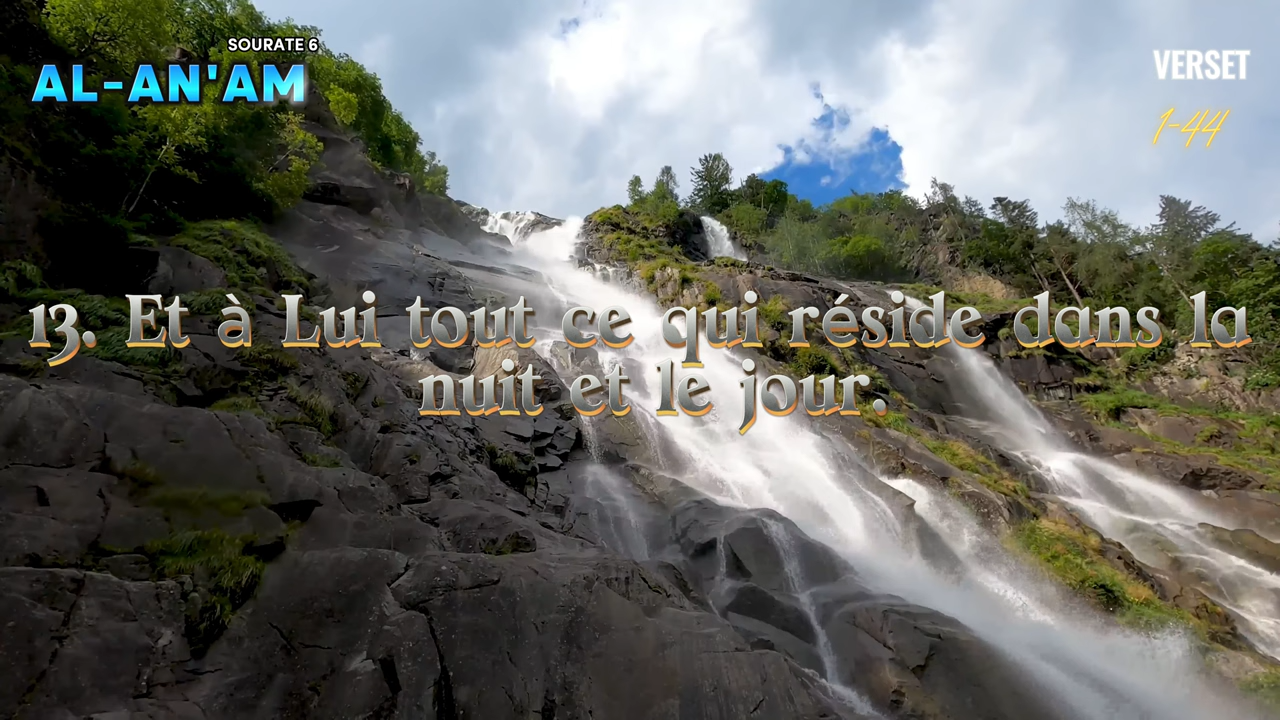 SOURATE 6
AL-AN'AM
VERSET
1-44
13. Et à Lui tout ce qui réside dans la
nuit et le jour.